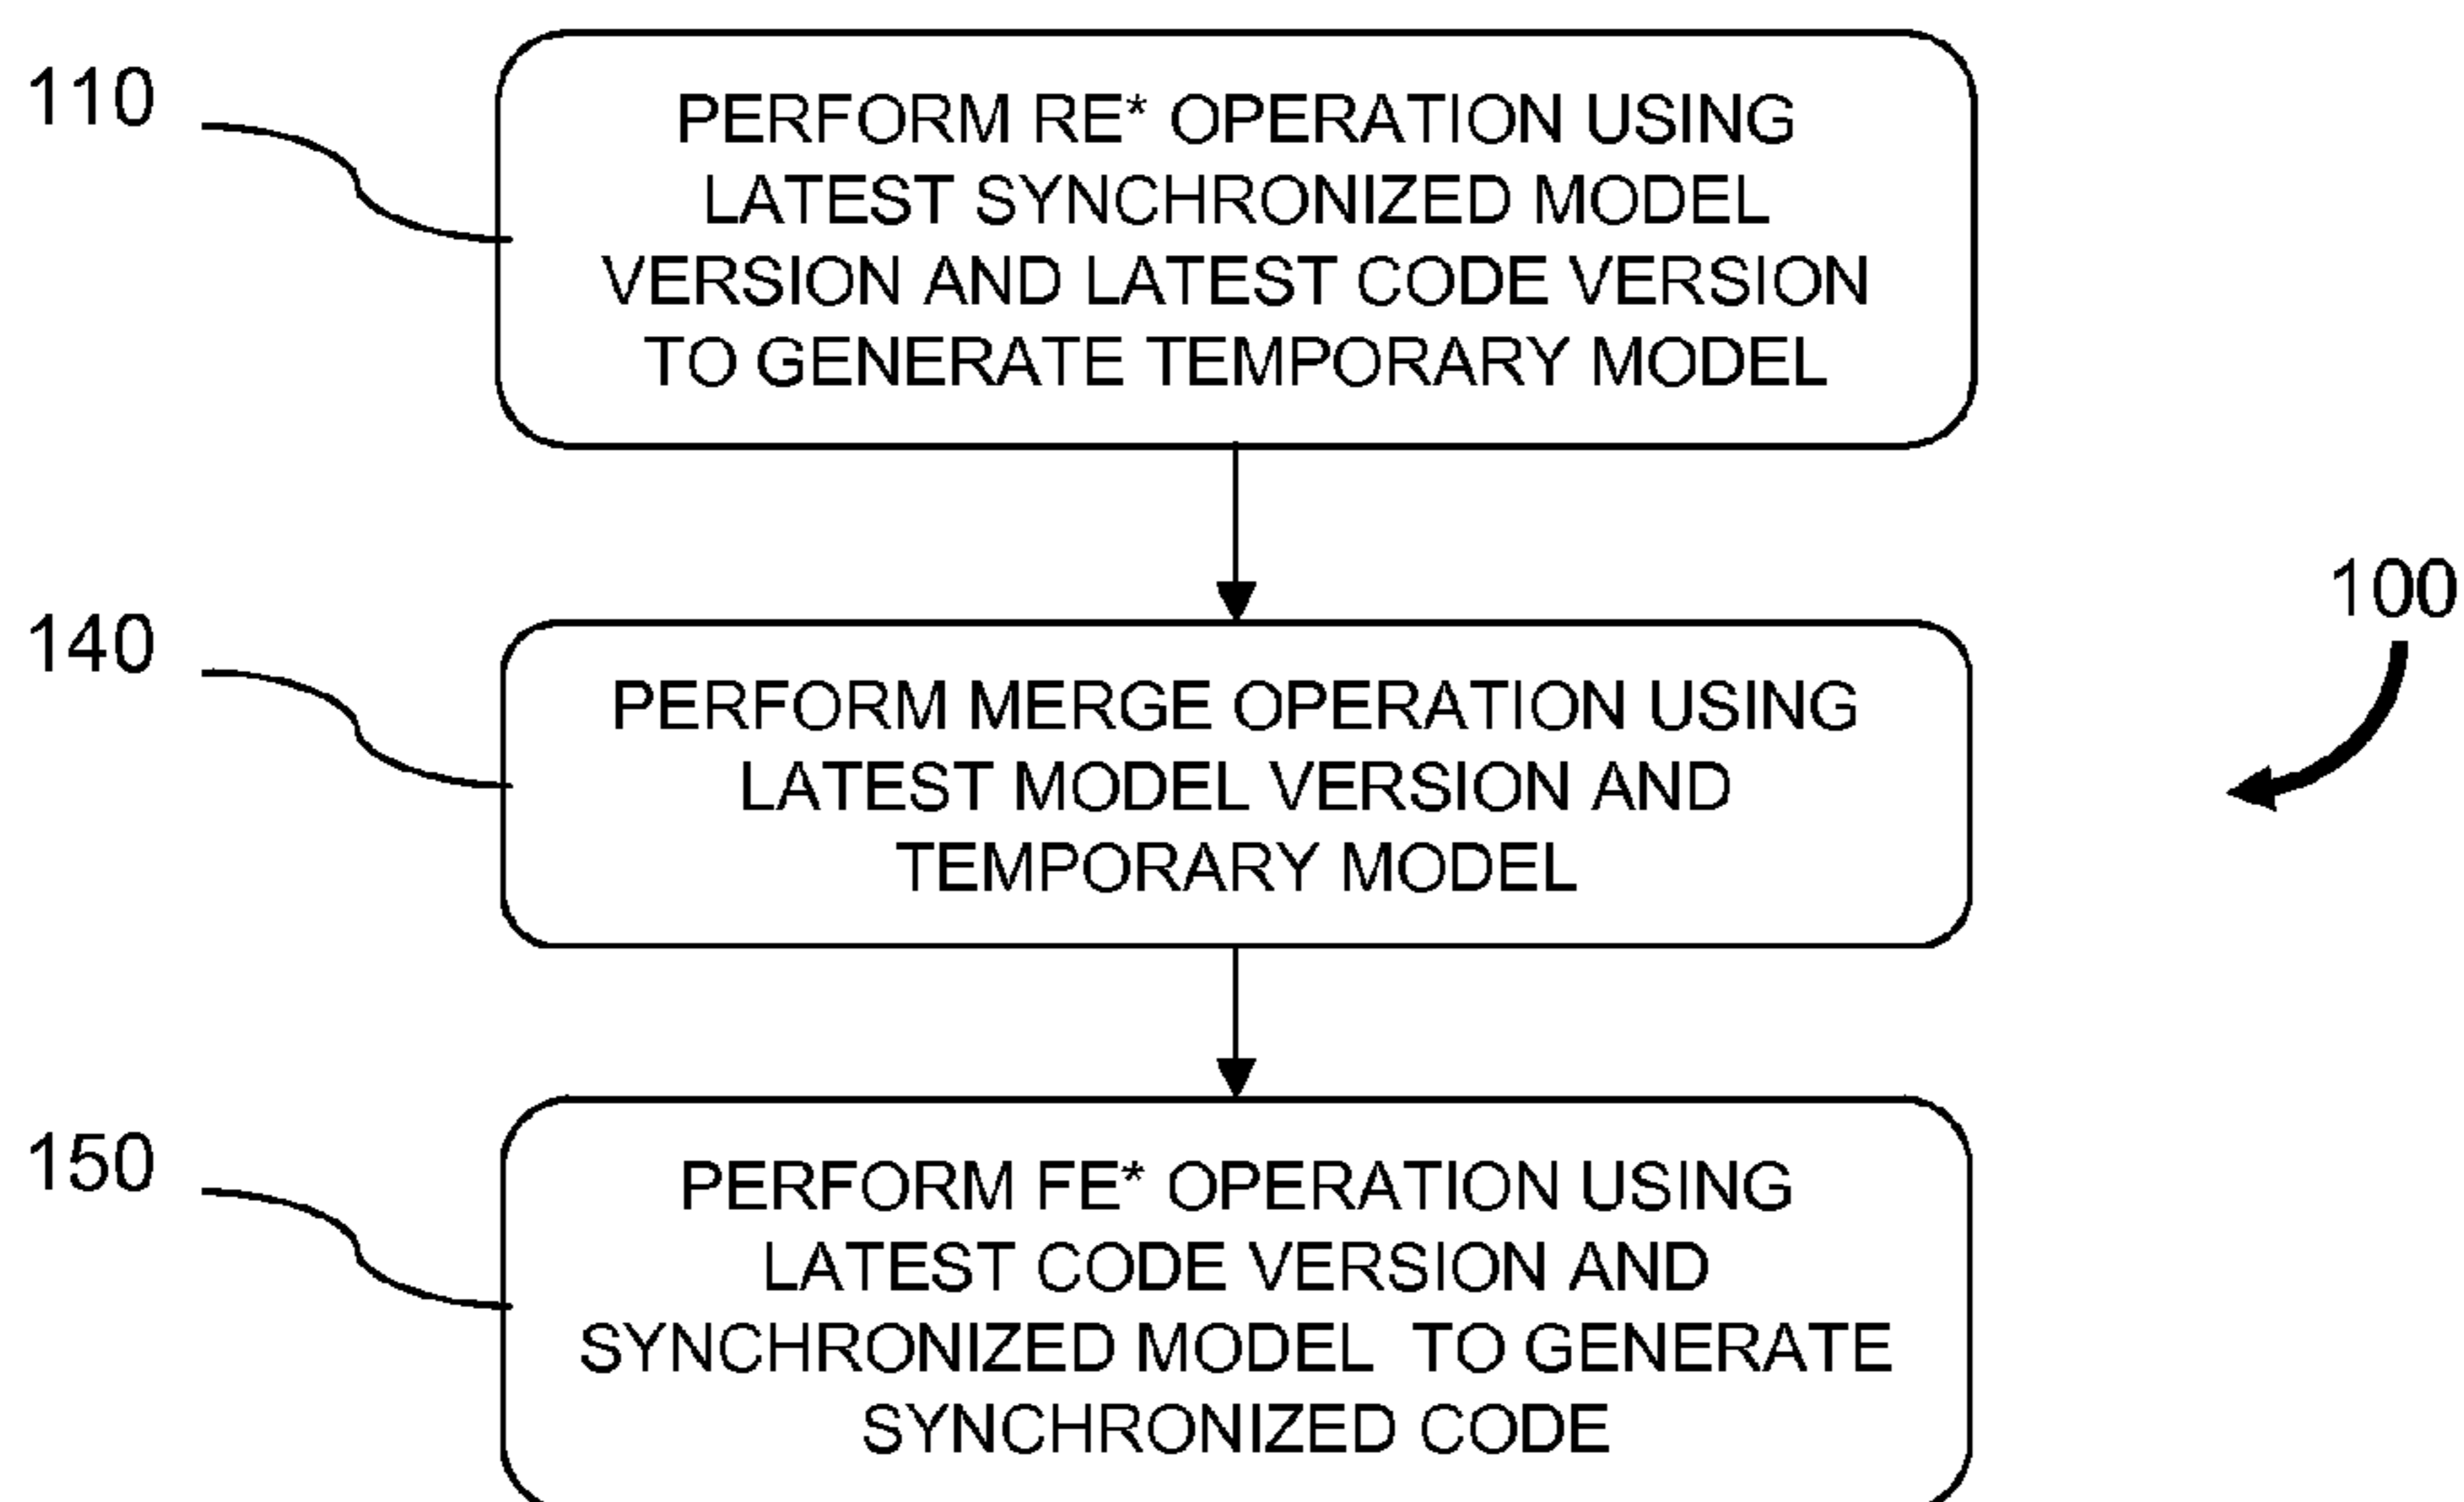 110
PERFORM RE* OPERATION USING
LATEST SYNCHRONIZED MODEL
VERSION AND LATEST CODE VERSION
TO GENERATE TEMPORARY MODEL
100
140
PERFORM MERGE OPERATION USING
LATEST MODEL VERSION AND
TEMPORARY MODEL
150
PERFORM FE* OPERATION USING
LATEST CODE VERSION AND
SYNCHRONIZED MODEL TO GENERATE
SYNCHRONIZED CODE